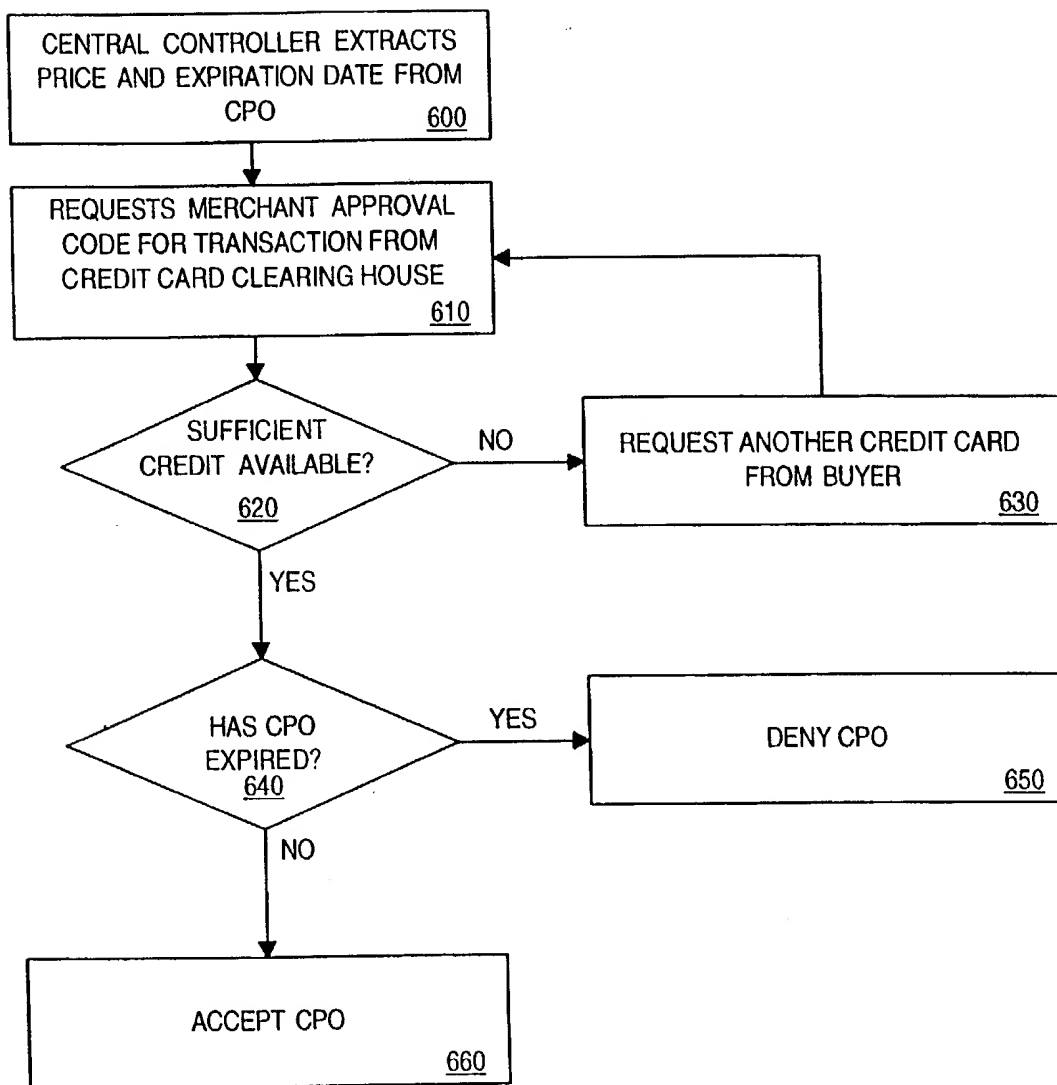 CENTRAL CONTROLLER EXTRACTS
PRICE AND EXPIRATION DATE FROM
CPO
600
REQUESTS MERCHANT APPROVAL
CODE FOR TRANSACTION FROM
CREDIT CARD CLEARING HOUSE
610
SUFFICIENT
CREDIT AVAILABLE?
620
NO
REQUEST ANOTHER CREDIT CARD
FROM BUYER
630
YES
HAS CPO
EXPIRED?
640
YES
DENY CPO
650
NO
ACCEPT CPO
660